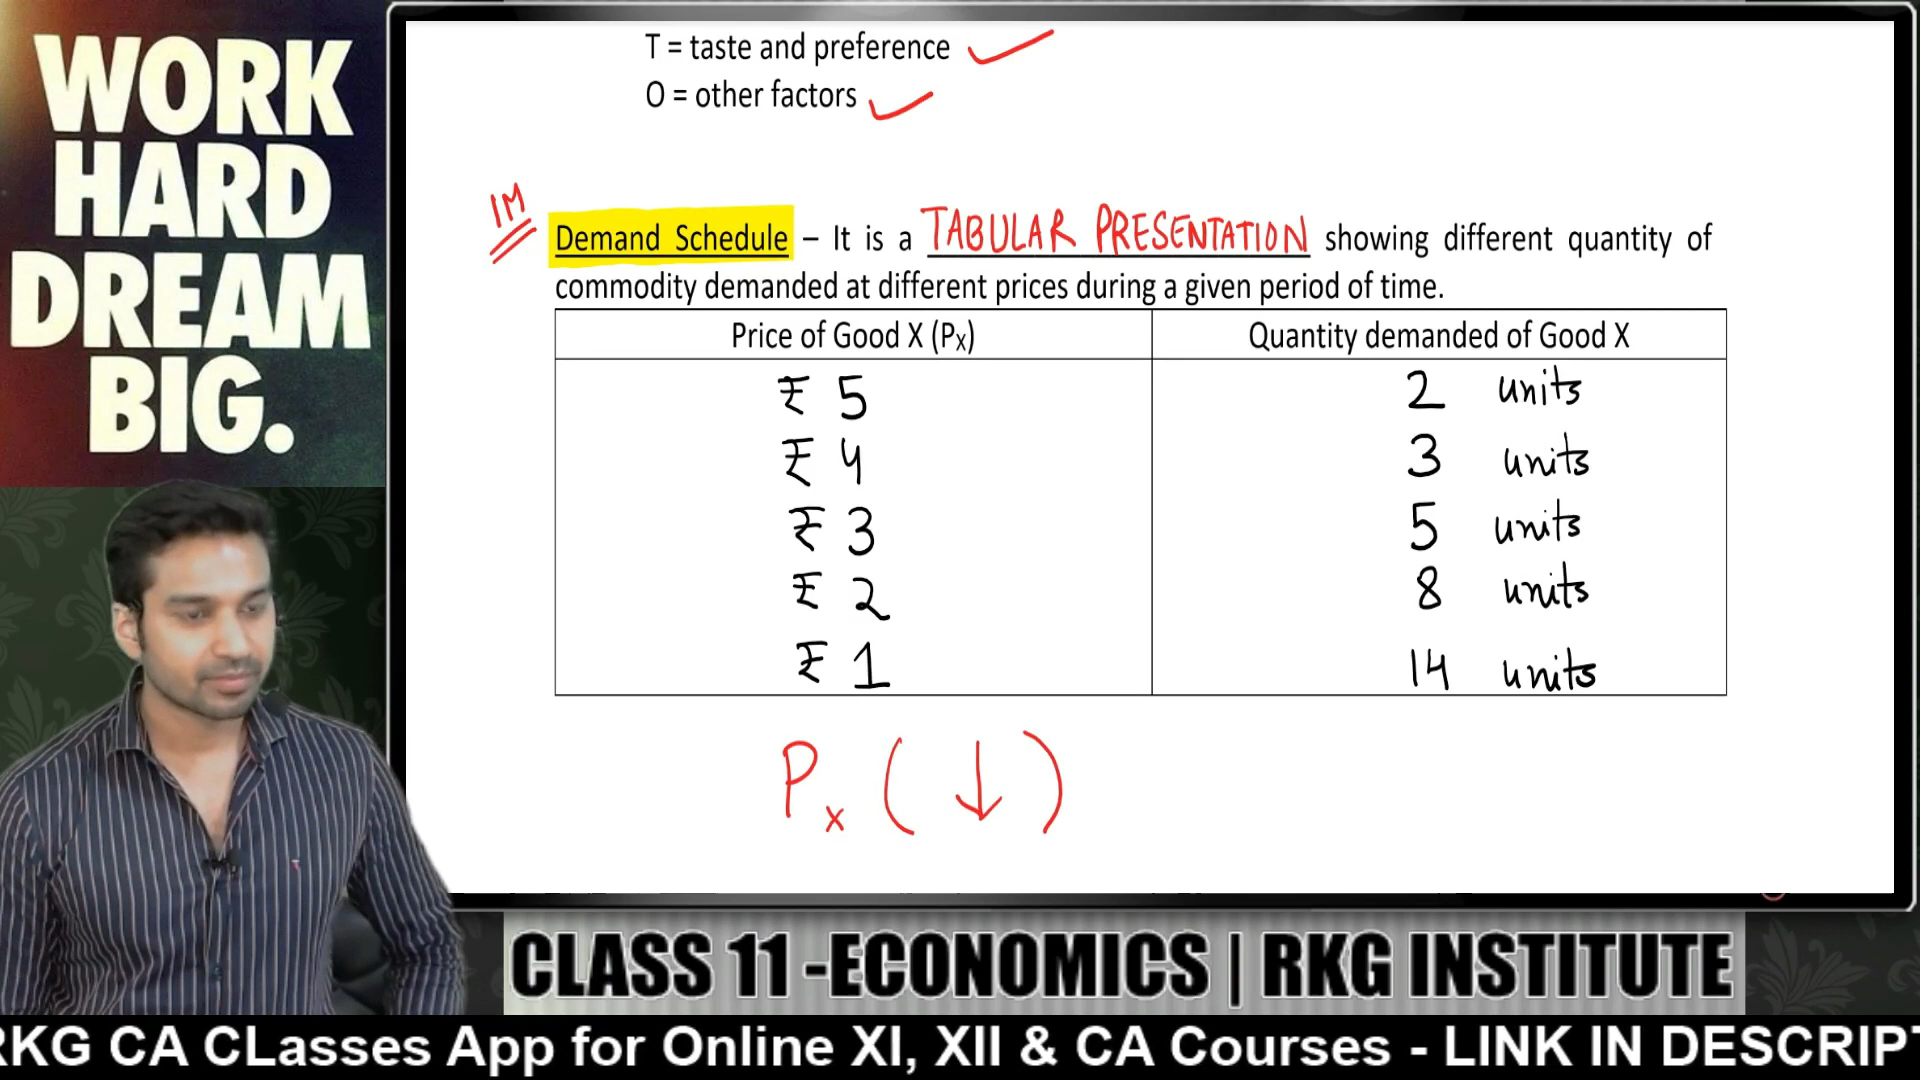 WORK
HARD
DREAM
BIG.
T = taste and preference
O = other factors
1M
Demand Schedule – It is a TABULAR PRESENTATION showing different quantity of
commodity demanded at different prices during a given period of time.
Price of Good X (Px) Quantity demanded of Good X
₹ 5 2 units
₹ 4 3 units
₹ 3 5 units
₹ 2 8 units
₹ 1 14 units
Px ( ↓ )
CLASS 11 -ECONOMICS | RKG INSTITUTE
RKG CA CLasses App for Online XI, XII & CA Courses - LINK IN DESCRIPT